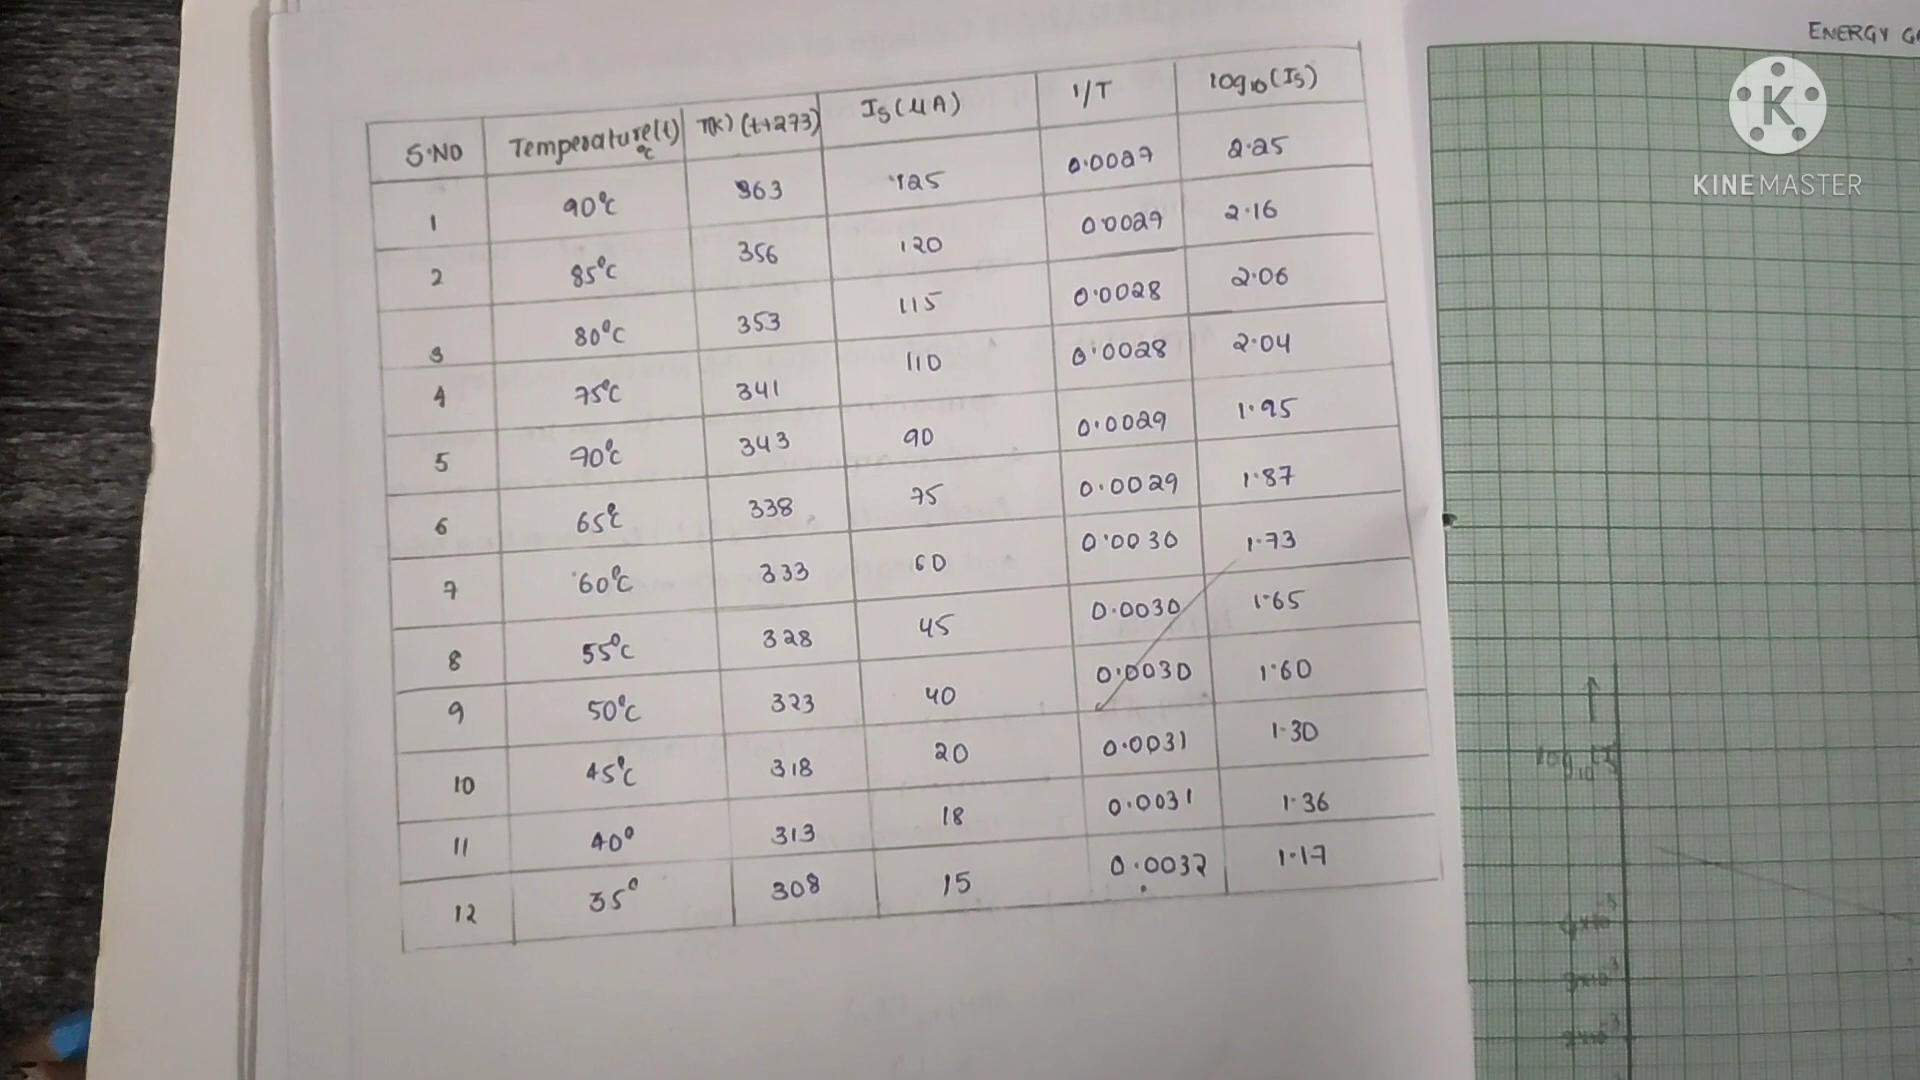 ENERGY G
KINEMASTER
S.NO Temperature(t) °C T(K) (t+273) Is (μA) 1/T log10(Is)
1 90°C 363 125 0.0027 2.25
2 85°C 356 120 0.0029 2.16
3 80°C 353 115 0.0028 2.06
4 75°C 341 110 0.0028 2.04
5 70°C 343 90 0.0029 1.95
6 65°C 338 75 0.0029 1.87
7 60°C 333 60 0.0030 1.73
8 55°C 328 45 0.0030 1.65
9 50°C 323 40 0.0030 1.60
10 45°C 318 20 0.0031 1.30
11 40° 313 18 0.0031 1.36
12 35° 308 15 0.0032 1.17